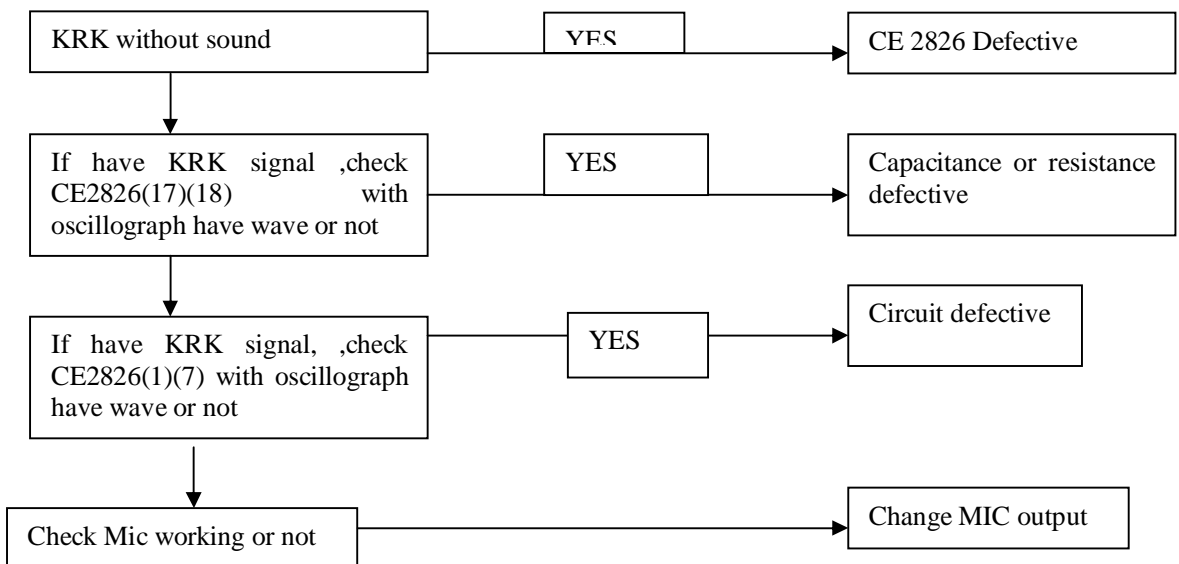 KRK without sound
YES
CE 2826 Defective
If have KRK signal ,check
CE2826(17)(18) with
oscillograph have wave or not
YES
Capacitance or resistance
defective
If have KRK signal, ,check
CE2826(1)(7) with oscillograph
have wave or not
YES
Circuit defective
Check Mic working or not
Change MIC output